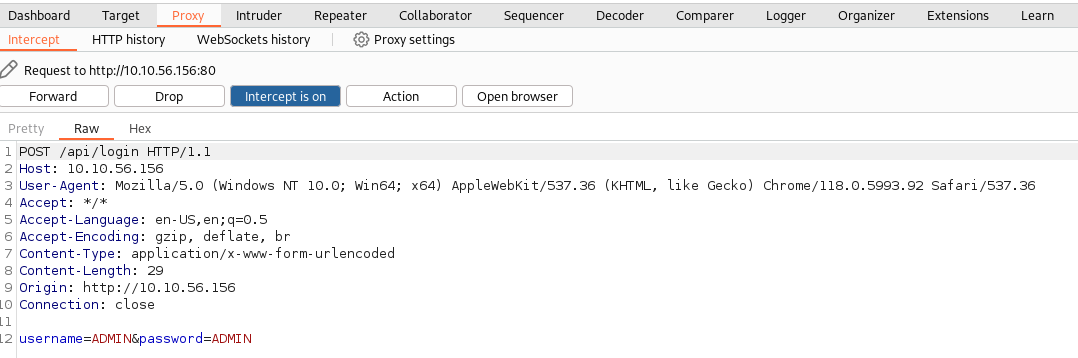 Dashboard Target Proxy Intruder Repeater Collaborator Sequencer Decoder Comparer Logger Organizer Extensions Learn
Intercept HTTP history WebSockets history Proxy settings
Request to http://10.10.56.156:80
Forward Drop Intercept is on Action Open browser
Pretty Raw Hex
1 POST /api/login HTTP/1.1
2 Host: 10.10.56.156
3 User-Agent: Mozilla/5.0 (Windows NT 10.0; Win64; x64) AppleWebKit/537.36 (KHTML, like Gecko) Chrome/118.0.5993.92 Safari/537.36
4 Accept: */*
5 Accept-Language: en-US,en;q=0.5
6 Accept-Encoding: gzip, deflate, br
7 Content-Type: application/x-www-form-urlencoded
8 Content-Length: 29
9 Origin: http://10.10.56.156
10 Connection: close
11
12 username=ADMIN&password=ADMIN